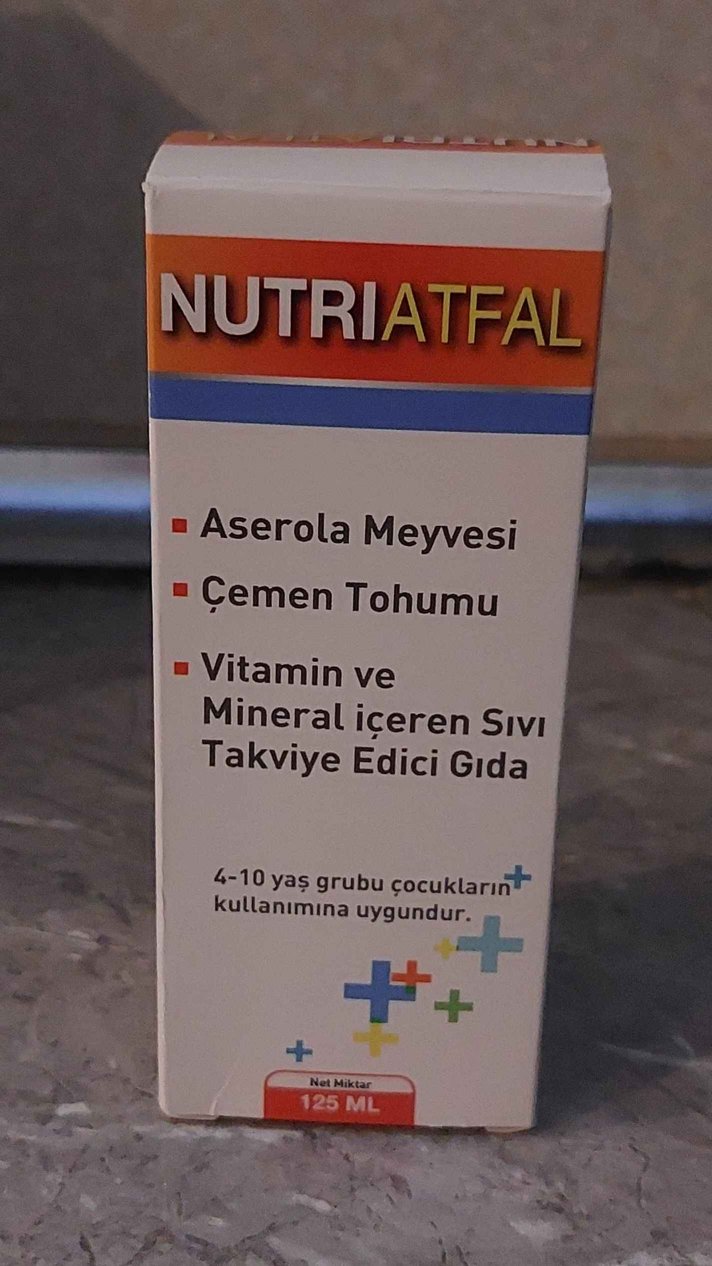 NUTRIATFAL
Aserola Meyvesi
Çemen Tohumu
Vitamin ve
Mineral içeren Sıvı
Takviye Edici Gıda
4-10 yaş grubu çocukların
kullanımına uygundur.
Net Miktar
125 ML